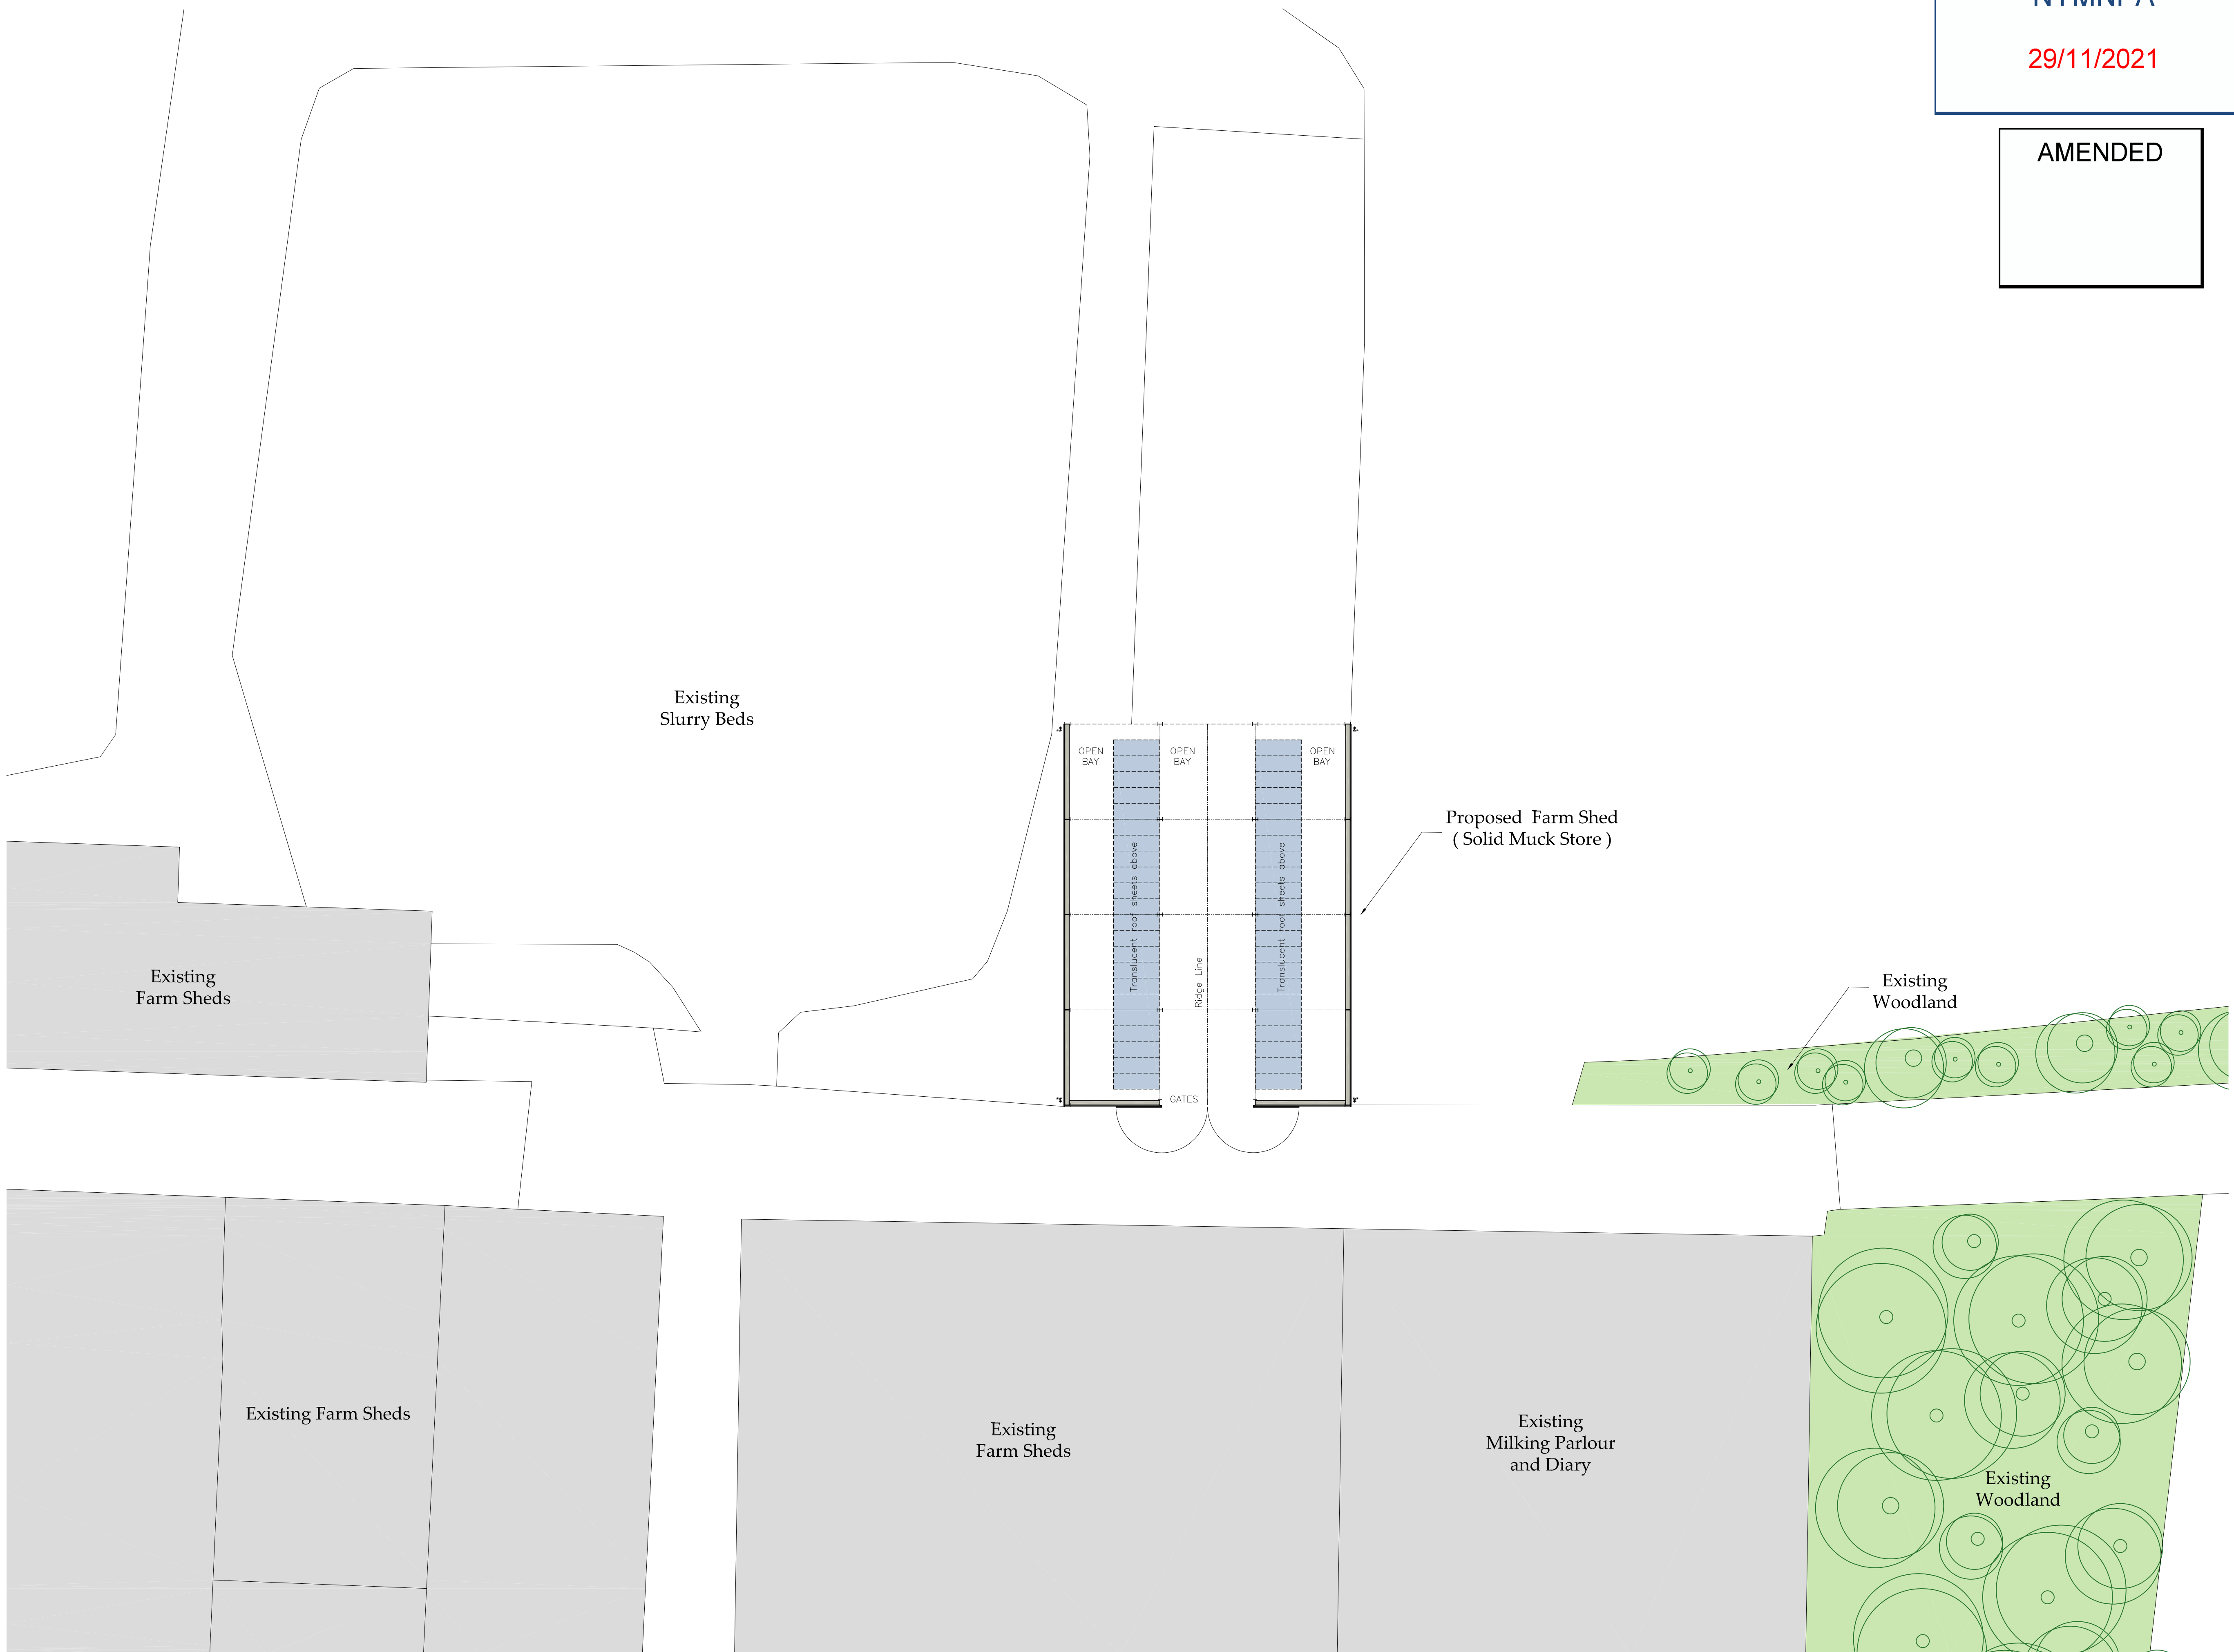 29/11/2021
AMENDED
Existing
Slurry Beds
OPEN
BAY
OPEN
BAY
OPEN
BAY
Translucent roof sheets above
Ridge Line
Translucent roof sheets above
GATES
Proposed Farm Shed
( Solid Muck Store )
Existing
Farm Sheds
Existing
Woodland
Existing Farm Sheds
Existing
Farm Sheds
Existing
Milking Parlour
and Diary
Existing
Woodland